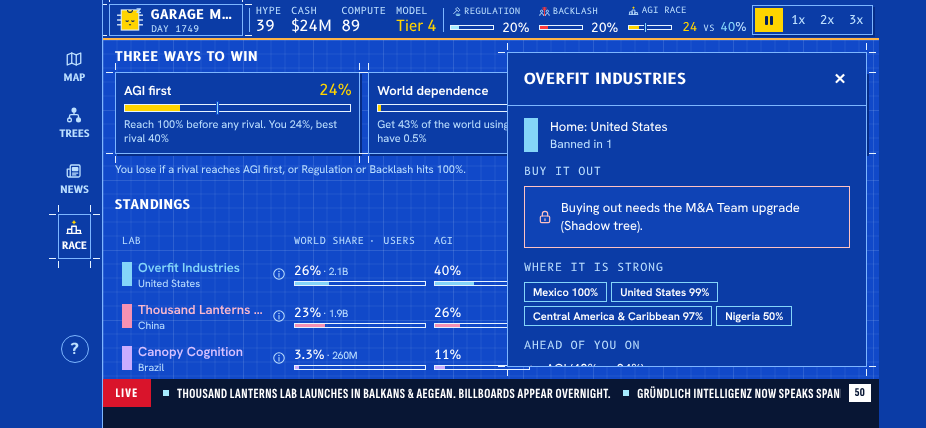 GARAGE M...
DAY 1749
HYPE
39
CASH
$24M
COMPUTE
89
MODEL
Tier 4
REGULATION
20%
BACKLASH
20%
AGI RACE
24 VS 40%
1x
2x
3x
MAP
TREES
NEWS
RACE
?
THREE WAYS TO WIN
AGI first
24%
Reach 100% before any rival. You 24%, best
rival 40%
World dependence
Get 43% of the world using
have 0.5%
You lose if a rival reaches AGI first, or Regulation or Backlash hits 100%.
STANDINGS
LAB
WORLD SHARE · USERS
AGI
Overfit Industries
United States
26% · 2.1B
40%
Thousand Lanterns ...
China
23% · 1.9B
26%
Canopy Cognition
Brazil
3.3% · 260M
11%
OVERFIT INDUSTRIES
Home: United States
Banned in 1
BUY IT OUT
Buying out needs the M&A Team upgrade
(Shadow tree).
WHERE IT IS STRONG
Mexico 100%
United States 99%
Central America & Caribbean 97%
Nigeria 50%
AHEAD OF YOU ON
LIVE
THOUSAND LANTERNS LAB LAUNCHES IN BALKANS & AEGEAN. BILLBOARDS APPEAR OVERNIGHT.
GRÜNDLICH INTELLIGENZ NOW SPEAKS SPAN
50